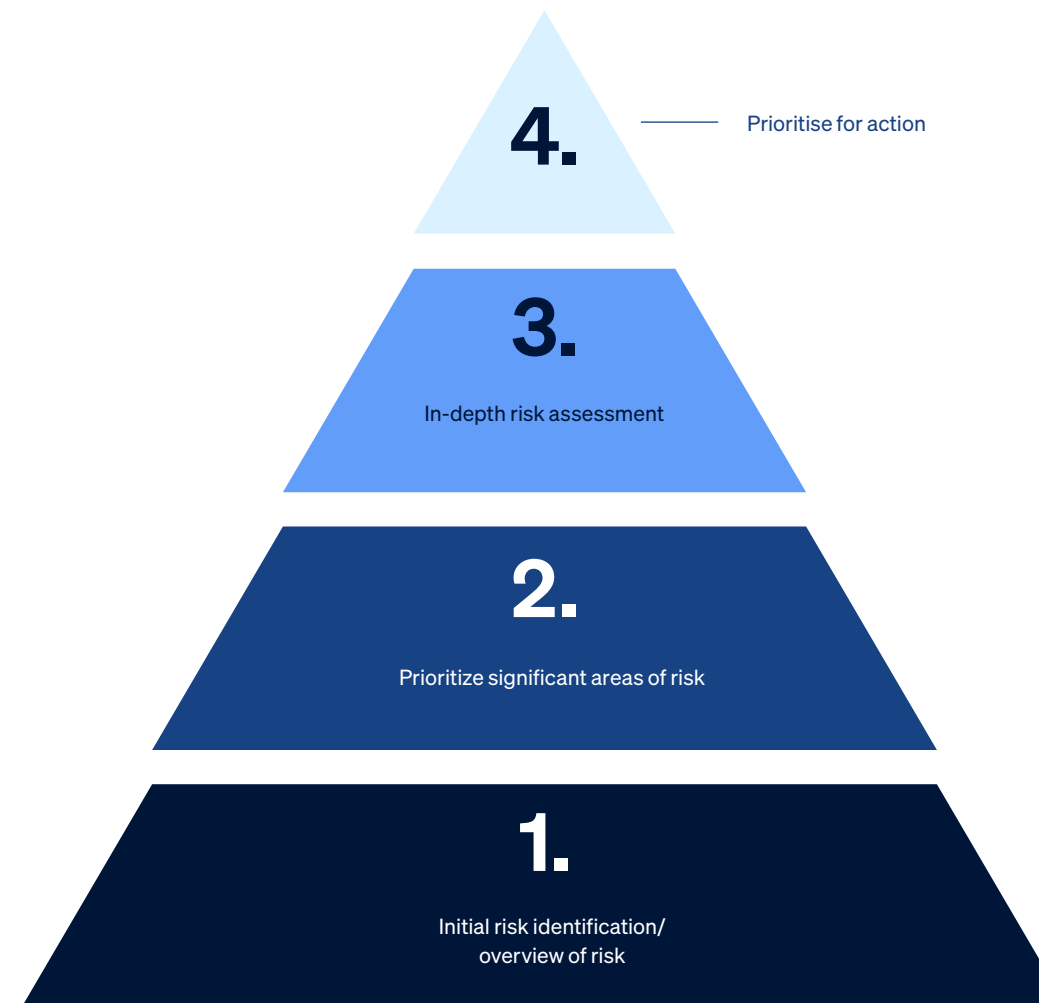 4.
Prioritise for action
3.
In-depth risk assessment
2.
Prioritize significant areas of risk
1.
Initial risk identification/
overview of risk